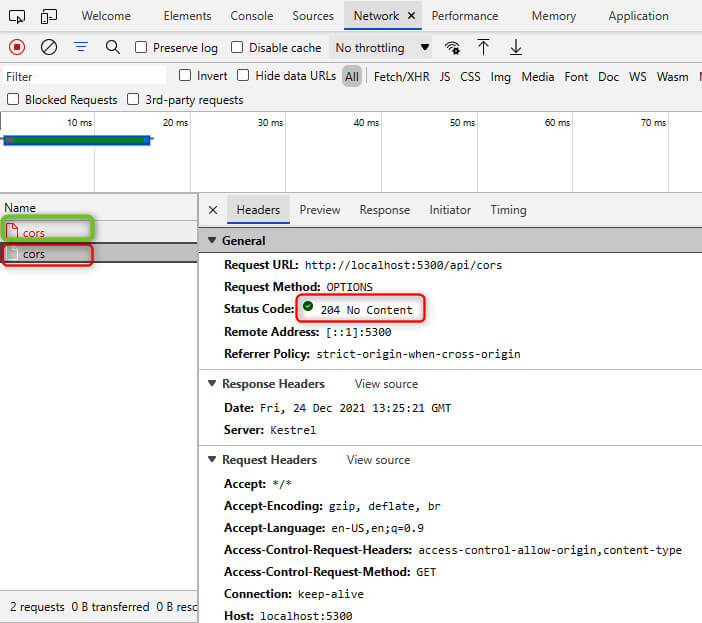 Welcome Elements Console Sources Network × Performance Memory Application
Preserve log Disable cache No throttling
Filter Invert Hide data URLs All Fetch/XHR JS CSS Img Media Font Doc WS Wasm
Blocked Requests 3rd-party requests
10 ms 20 ms 30 ms 40 ms 50 ms 60 ms 70 ms
Name
cors
cors
2 requests 0 B transferred 0 B resc
× Headers Preview Response Initiator Timing
General
Request URL: http://localhost:5300/api/cors
Request Method: OPTIONS
Status Code: 204 No Content
Remote Address: [::1]:5300
Referrer Policy: strict-origin-when-cross-origin
Response Headers View source
Date: Fri, 24 Dec 2021 13:25:21 GMT
Server: Kestrel
Request Headers View source
Accept: */*
Accept-Encoding: gzip, deflate, br
Accept-Language: en-US,en;q=0.9
Access-Control-Request-Headers: access-control-allow-origin,content-type
Access-Control-Request-Method: GET
Connection: keep-alive
Host: localhost:5300